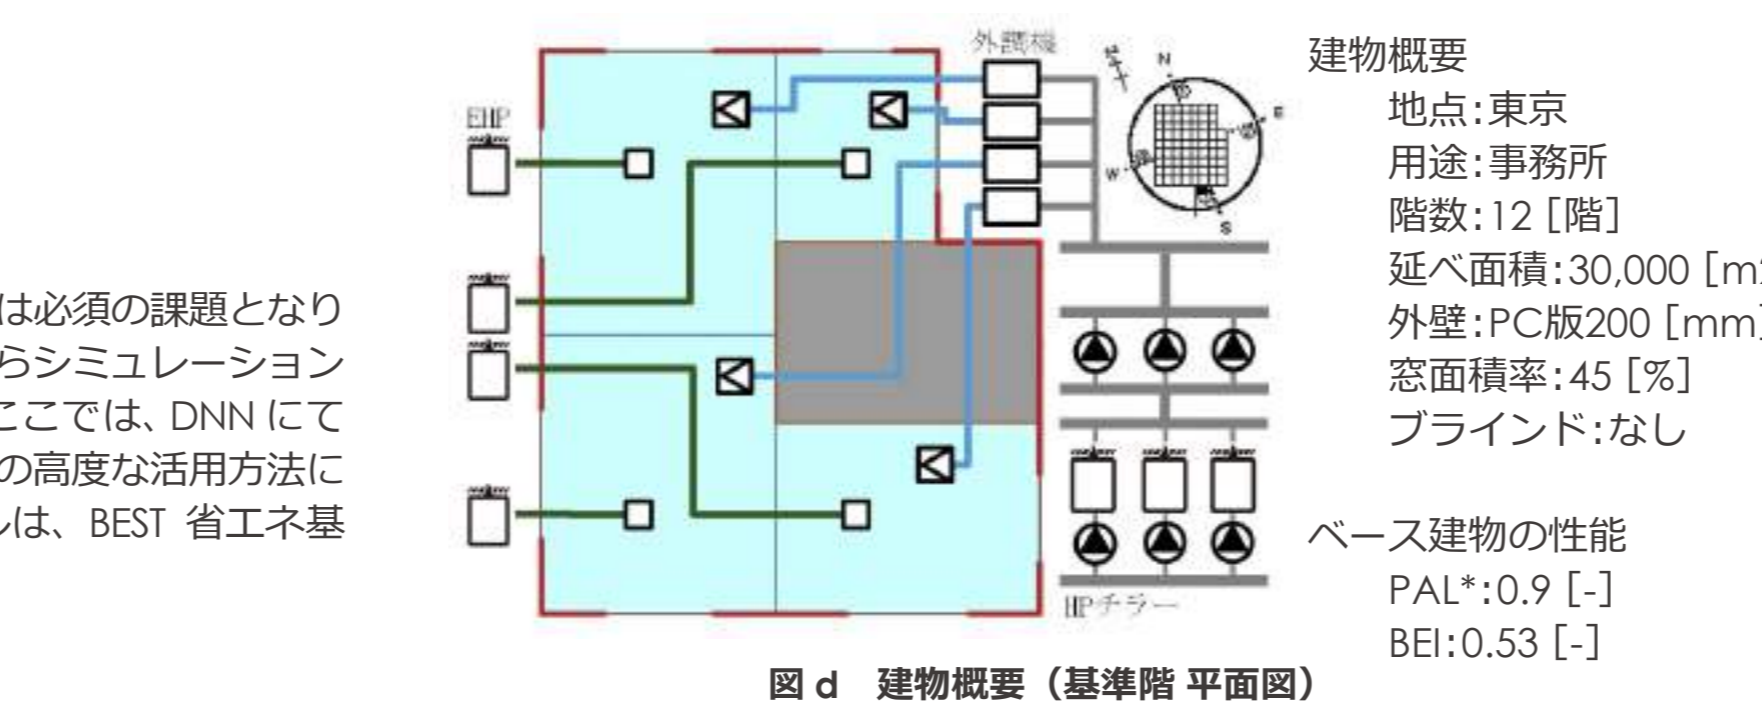 は必須の課題となり
らシミュレーション
ここでは、DNN にて
の高度な活用方法に
ルは、BEST 省エネ基
EHP
外調機
N
E
W
S
HPチラー
図 d 建物概要（基準階 平面図）
建物概要
地点:東京
用途:事務所
階数:12 [階]
延べ面積:30,000 [m
外壁:PC版200 [mm]
窓面積率:45 [%]
ブラインド:なし
ベース建物の性能
PAL*:0.9 [-]
BEI:0.53 [-]